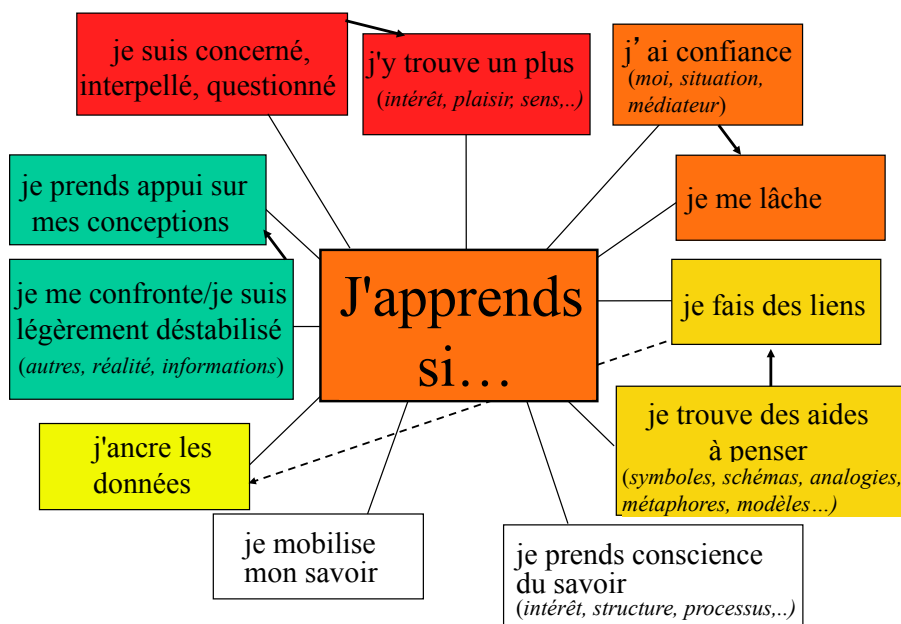 je suis concerné,
interpellé, questionné
j'y trouve un plus
(intérêt, plaisir, sens,..)
j' ai confiance
(moi, situation,
médiateur)
je prends appui sur
mes conceptions
je me lâche
je me confronte/je suis
légèrement déstabilisé
(autres, réalité, informations)
J'apprends
si…
je fais des liens
j'ancre les
données
je trouve des aides
à penser
(symboles, schémas, analogies,
métaphores, modèles…)
je mobilise
mon savoir
je prends conscience
du savoir
(intérêt, structure, processus,..)